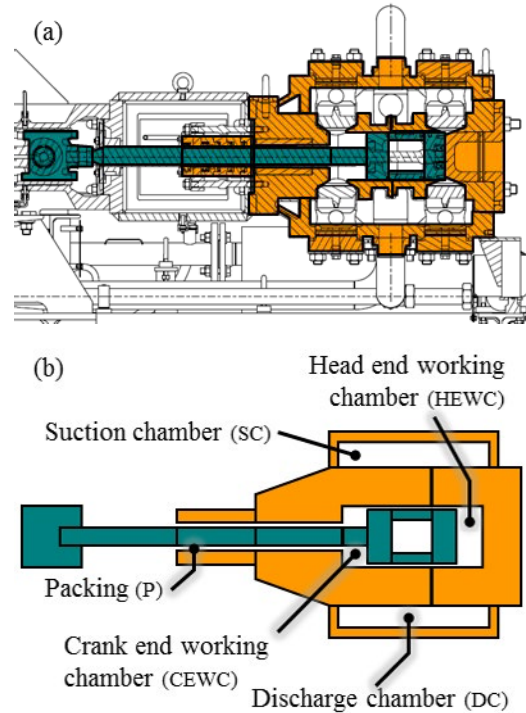 (a)
(b)
Head end working
chamber (HEWC)
Suction chamber (SC)
Packing (P)
Crank end working
chamber (CEWC)
Discharge chamber (DC)